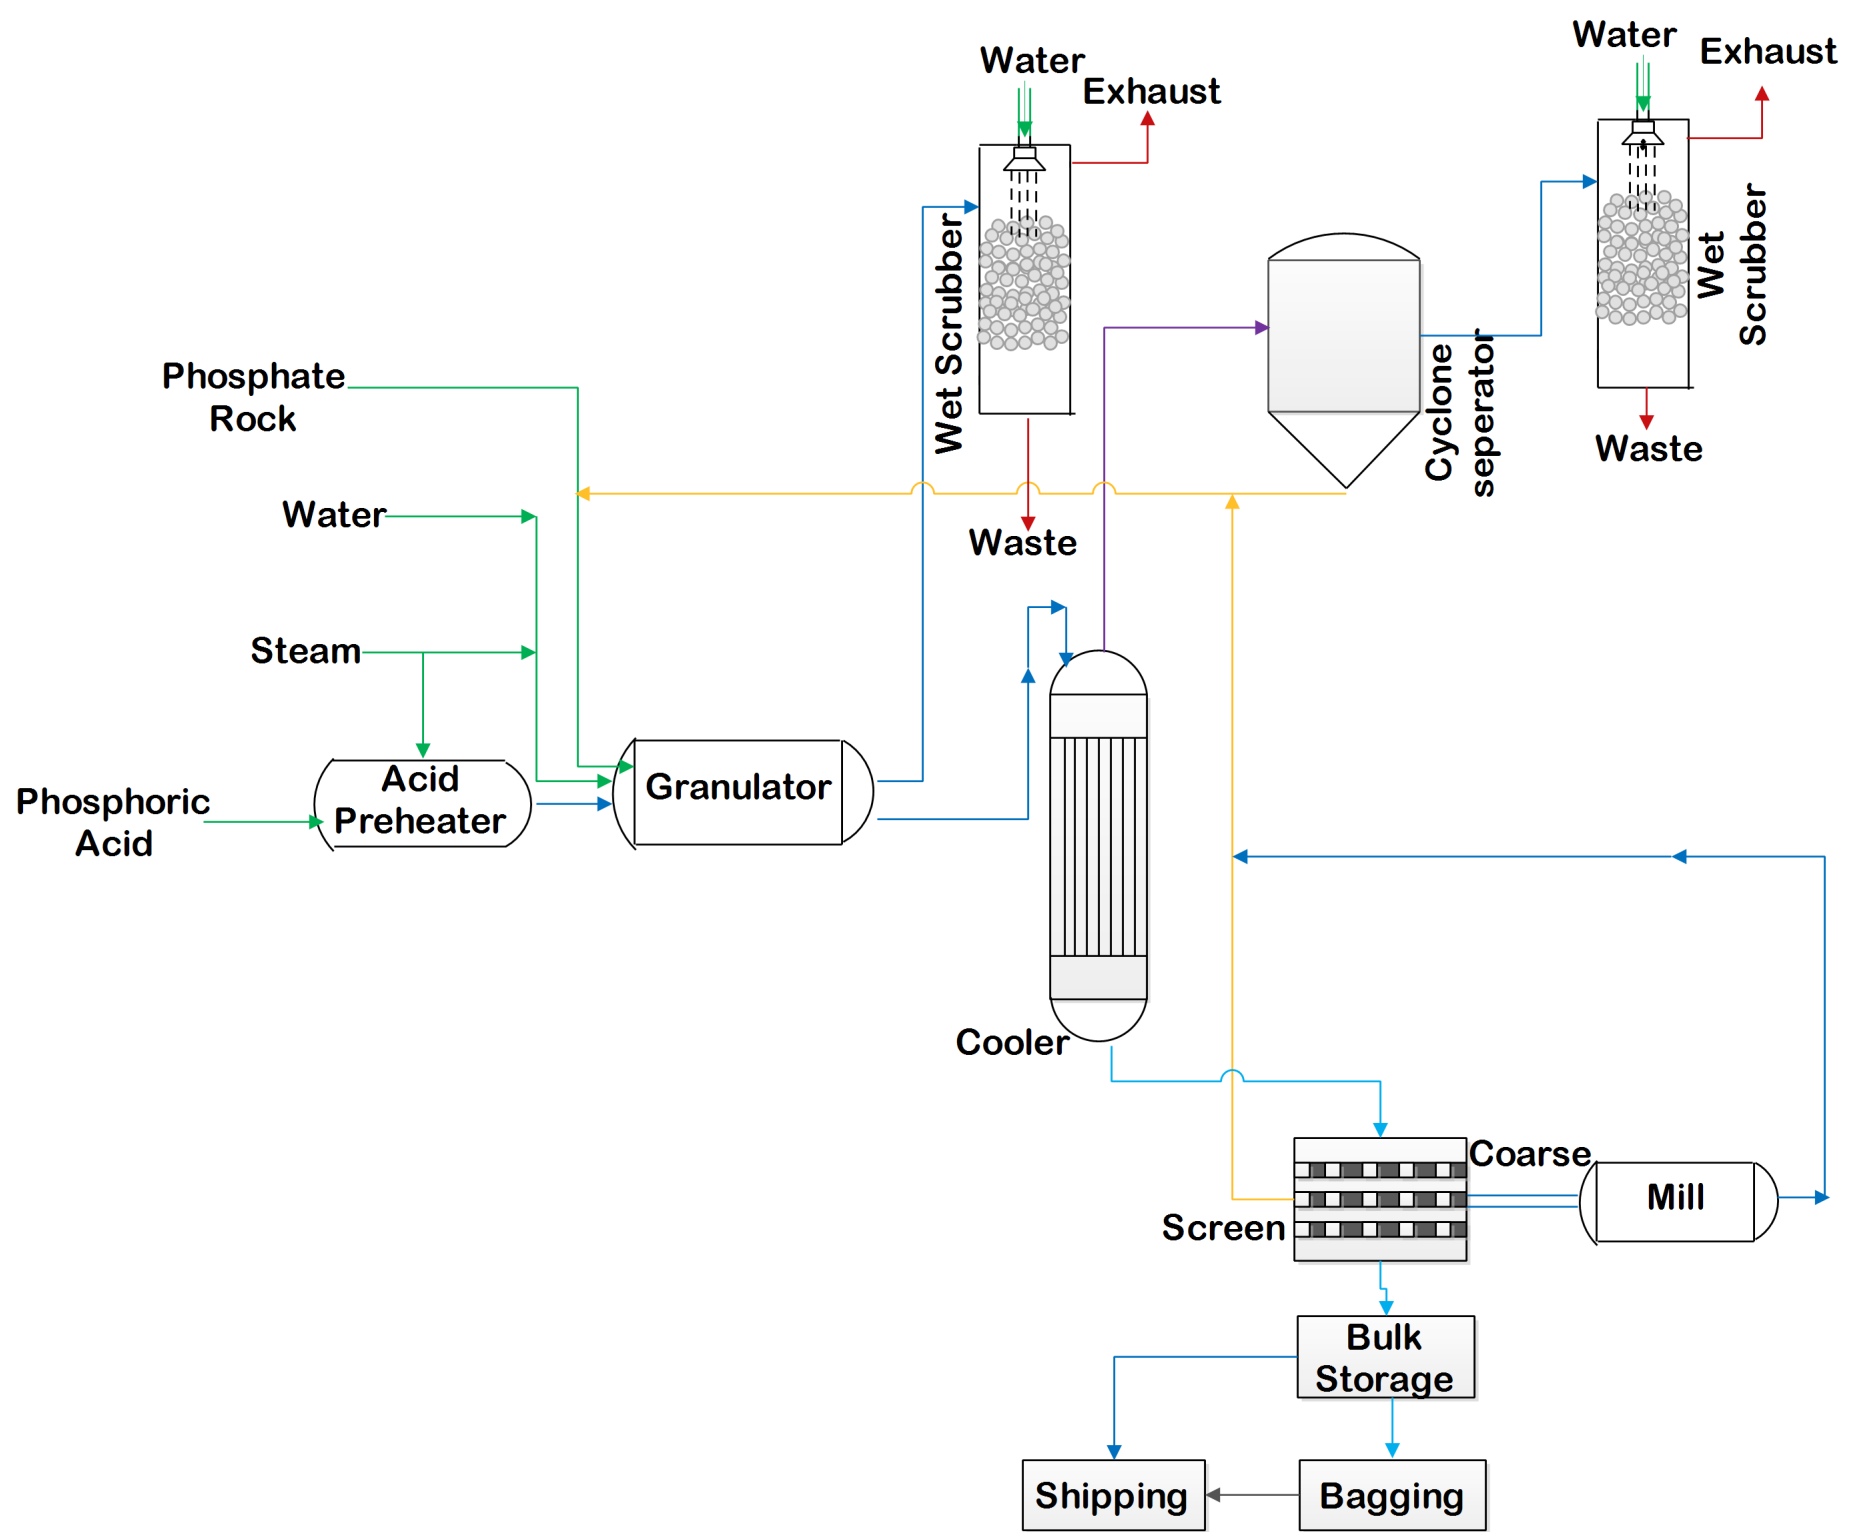 Water
Exhaust
Water
Exhaust
Wet Scrubber
Wet
Scrubber
Cyclone
seperator
Phosphate
Rock
Waste
Water
Waste
Steam
Acid
Preheater
Granulator
Phosphoric
Acid
Cooler
Coarse
Mill
Screen
Bulk
Storage
Shipping
Bagging